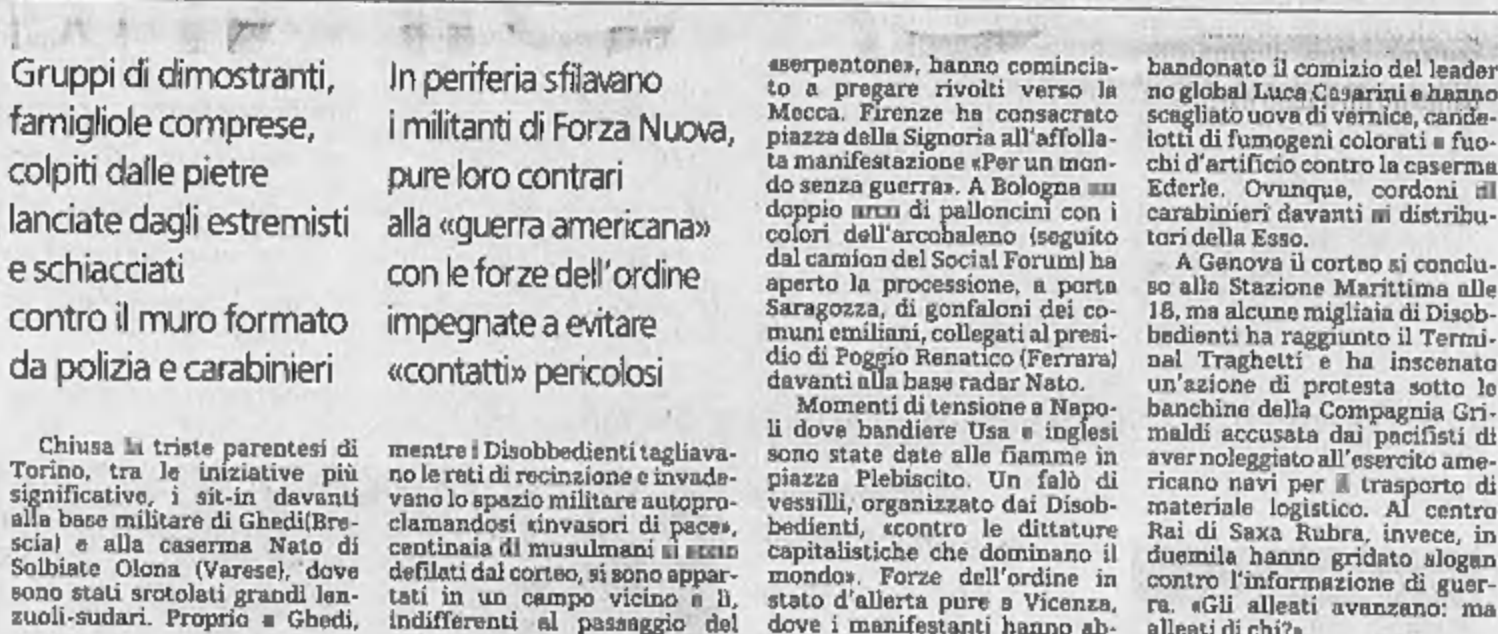 Gruppi di dimostranti,
famigliole comprese,
colpiti dalle pietre
lanciate dagli estremisti
e schiacciati
contro il muro formato
da polizia e carabinieri
In periferia sfilavano
i militanti di Forza Nuova,
pure loro contrari
alla «guerra americana»
con le forze dell'ordine
impegnate a evitare
«contatti» pericolosi
Chiusa la triste parentesi di
Torino, tra le iniziative più
significative, i sit-in davanti
alla base militare di Ghedi(Bre-
scia) e alla caserma Nato di
Solbiate Olona (Varese), dove
sono stati srotolati grandi len-
zuoli-sudari. Proprio a Ghedi,
mentre i Disobbedienti tagliava-
no le reti di recinzione e invade-
vano lo spazio militare autopro-
clamandosi «invasori di pace»,
centinaia di musulmani si sono
defilati dal corteo, si sono appar-
tati in un campo vicino a lì,
indifferenti al passaggio del
«serpentone», hanno comincia-
to a pregare rivolti verso la
Mecca. Firenze ha consacrato
piazza della Signoria all'affolla-
ta manifestazione «Per un mon-
do senza guerra». A Bologna un
doppio arco di palloncini con i
colori dell'arcobaleno (seguito
dal camion del Social Forum) ha
aperto la processione, a porta
Saragozza, di gonfaloni dei co-
muni emiliani, collegati al presi-
dio di Poggio Renatico (Ferrara)
davanti alla base radar Nato.
Momenti di tensione a Napo-
li dove bandiere Usa e inglesi
sono state date alle fiamme in
piazza Plebiscito. Un falò di
vessilli, organizzato dai Disob-
bedienti, «contro le dittature
capitalistiche che dominano il
mondo». Forze dell'ordine in
stato d'allerta pure a Vicenza,
dove i manifestanti hanno ab-
bandonato il comizio del leader
no global Luca Casarini e hanno
scagliato uova di vernice, cande-
lotti di fumogeni colorati e fuo-
chi d'artificio contro la caserma
Ederle. Ovunque, cordoni di
carabinieri davanti ai distribu-
tori della Esso.
A Genova il corteo si conclu-
so alla Stazione Marittima alle
18, ma alcune migliaia di Disob-
bedienti ha raggiunto il Termi-
nal Traghetti e ha inscenato
un'azione di protesta sotto le
banchine della Compagnia Gri-
maldi accusata dai pacifisti di
aver noleggiato all'esercito ame-
ricano navi per il trasporto di
materiale logistico. Al centro
Rai di Saxa Rubra, invece, in
duemila hanno gridato slogan
contro l'informazione di guer-
ra. «Gli alleati avanzano: ma
alleati di chi?»